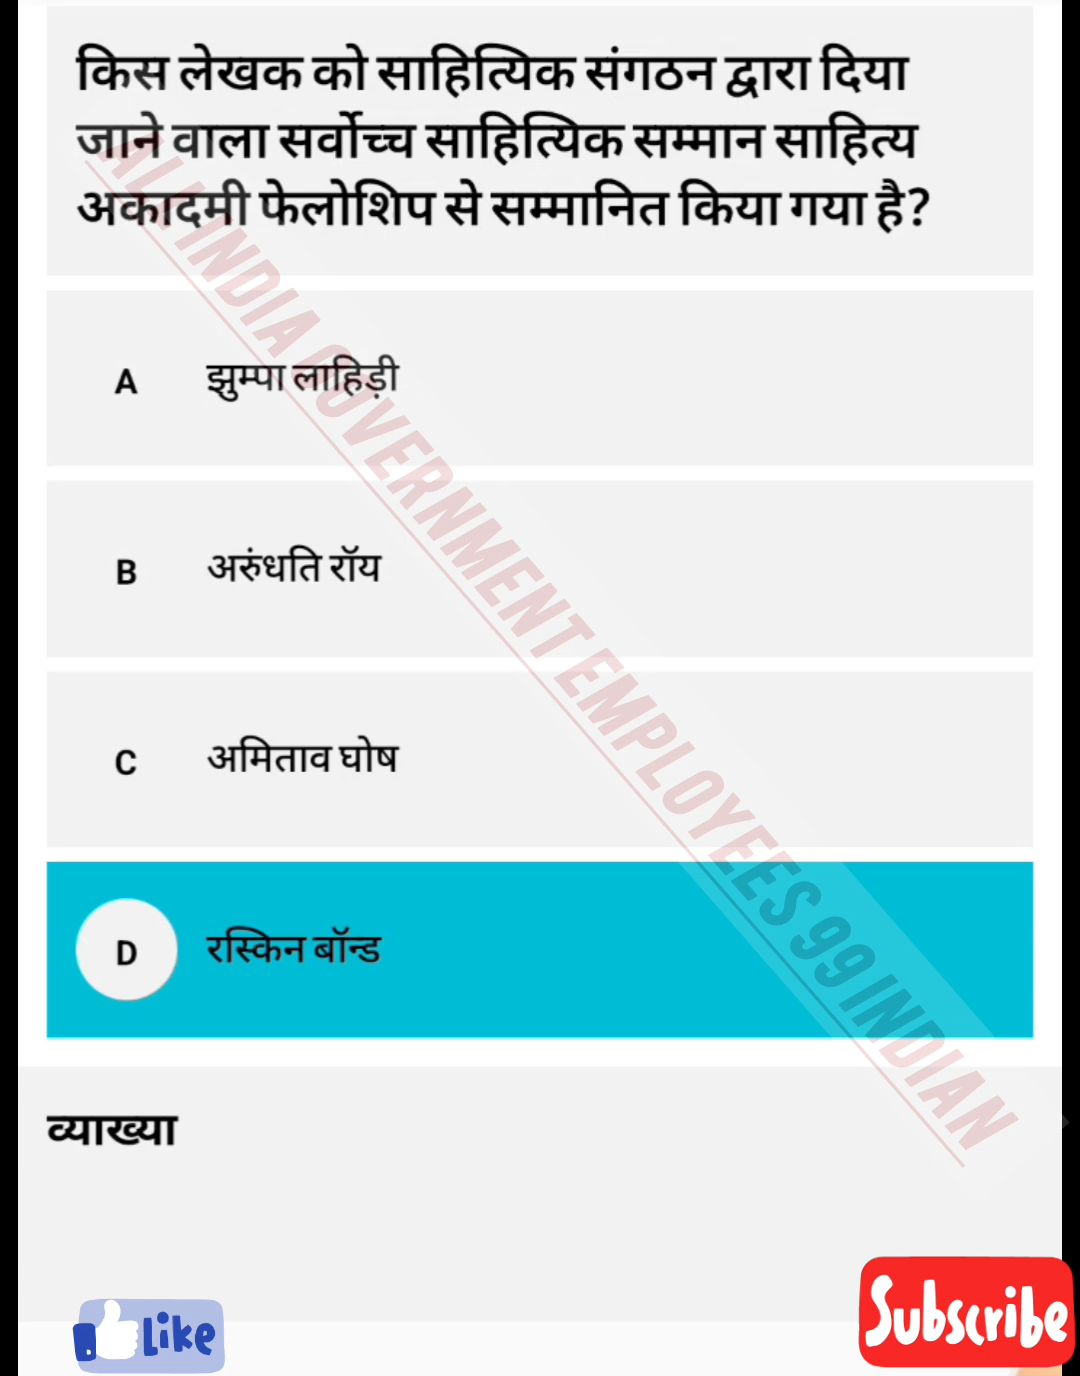 किस लेखक को साहित्यिक संगठन द्वारा दिया
जाने वाला सर्वोच्च साहित्यिक सम्मान साहित्य
अकादमी फेलोशिप से सम्मानित किया गया है?
A झुम्पा लाहिड़ी
B अरुंधति रॉय
C अमिताव घोष
D रस्किन बॉन्ड
ALL INDIA GOVERNMENT EMPLOYEES 99 INDIAN
व्याख्या
Like
Subscribe